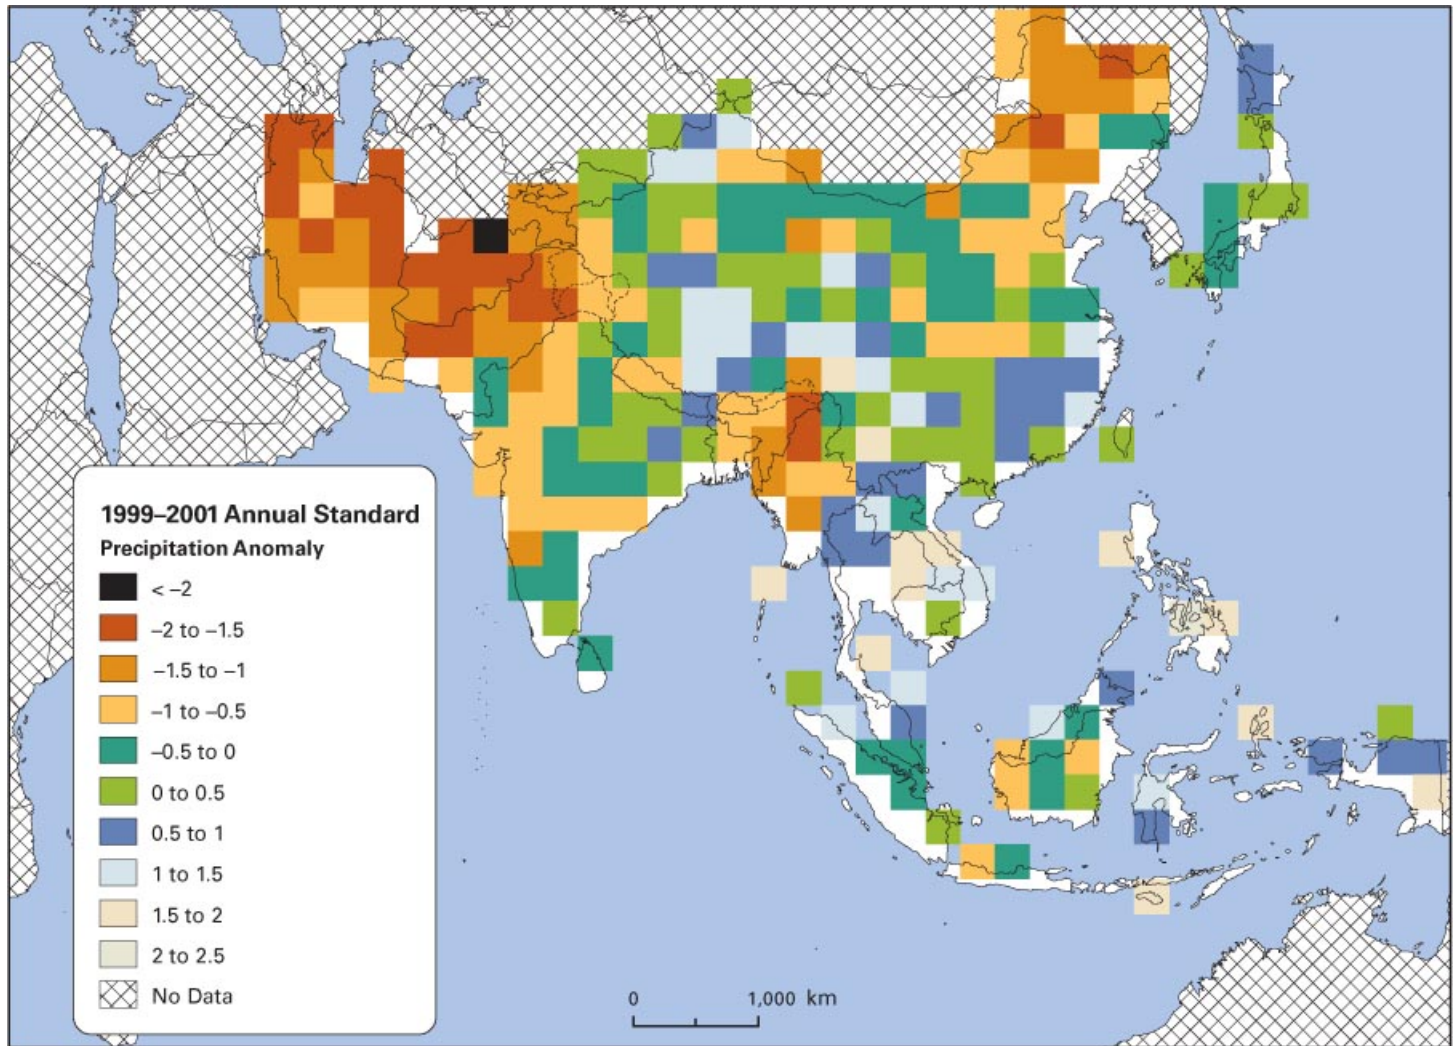 1999–2001 Annual Standard
Precipitation Anomaly
< –2
–2 to –1.5
–1.5 to –1
–1 to –0.5
–0.5 to 0
0 to 0.5
0.5 to 1
1 to 1.5
1.5 to 2
2 to 2.5
No Data
0 1,000 km